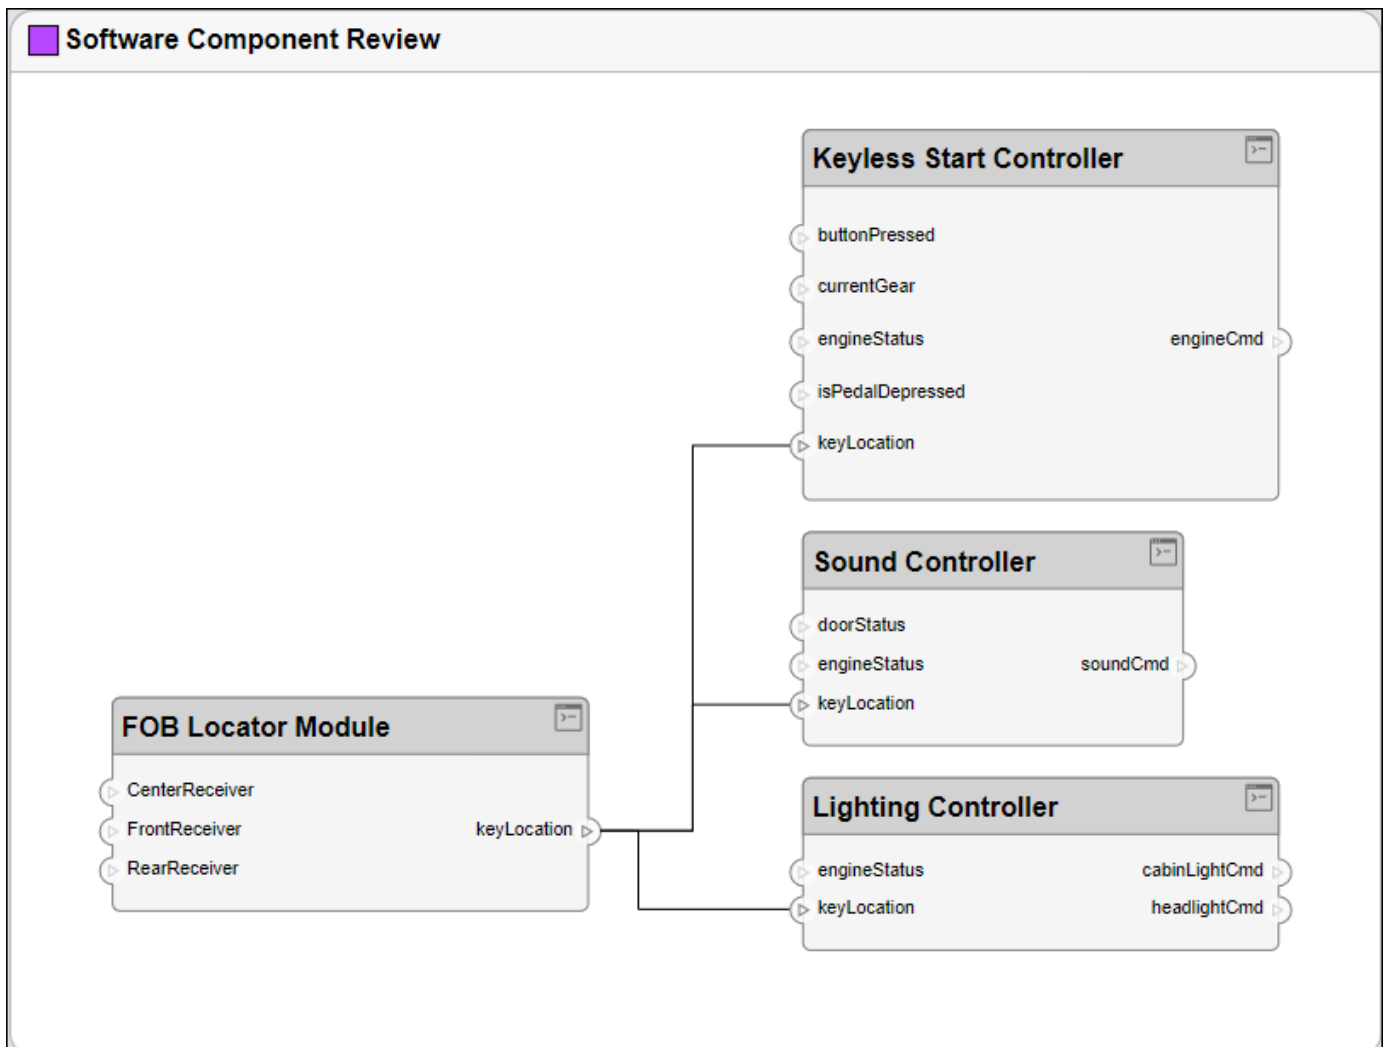 Software Component Review
Keyless Start Controller
buttonPressed
currentGear
engineStatus
engineCmd
isPedalDepressed
keyLocation
Sound Controller
doorStatus
engineStatus
soundCmd
keyLocation
FOB Locator Module
CenterReceiver
FrontReceiver
keyLocation
RearReceiver
Lighting Controller
engineStatus
cabinLightCmd
keyLocation
headlightCmd